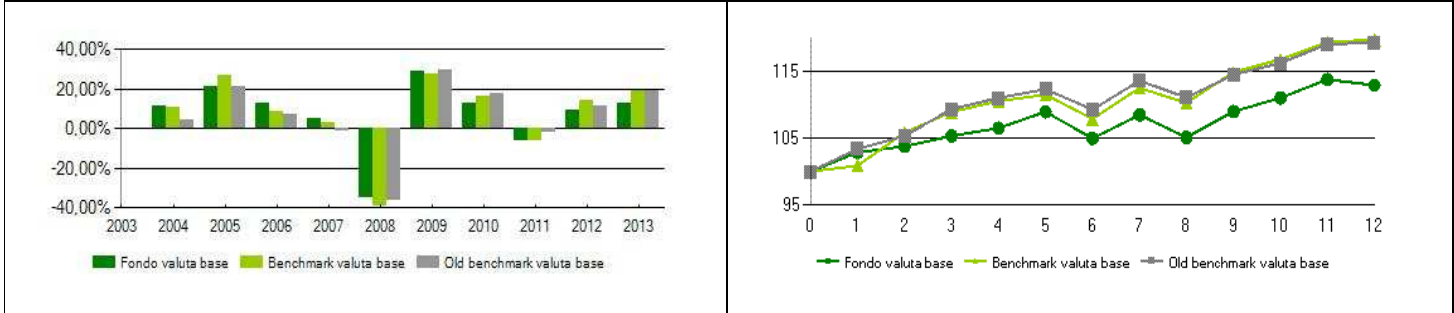 40,00%
20,00%
0,00%
-20,00%
-40,00%
2003 2004 2005 2006 2007 2008 2009 2010 2011 2012 2013
Fondo valuta base Benchmark valuta base Old benchmark valuta base
115
105
95
0 1 2 3 4 5 6 7 8 9 10 11 12
Fondo valuta base Benchmark valuta base Old benchmark valuta base